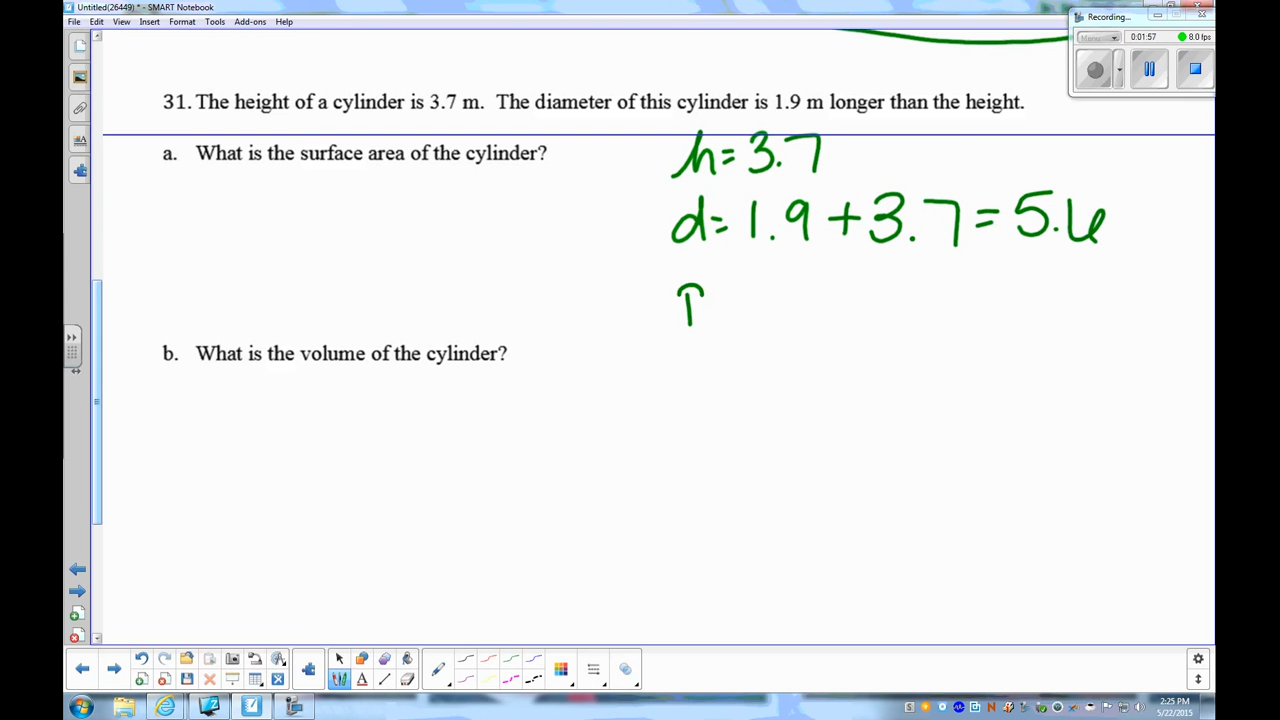 Untitled(26449) * - SMART Notebook
File Edit View Insert Format Tools Add-ons Help
Recording...
Menu 0:01:57 8.0 fps
31. The height of a cylinder is 3.7 m. The diameter of this cylinder is 1.9 m longer than the height.
a. What is the surface area of the cylinder?
h=3.7
d=1.9+3.7=5.6
b. What is the volume of the cylinder?
2:25 PM
5/22/2015